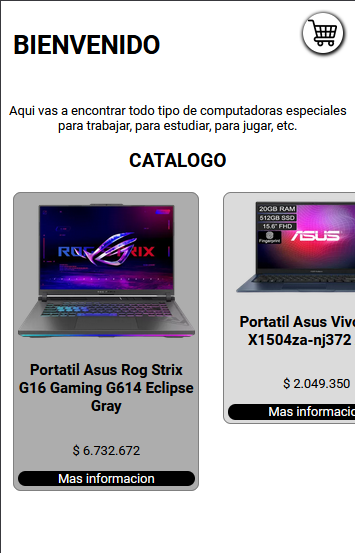 BIENVENIDO
Aqui vas a encontrar todo tipo de computadoras especiales
para trabajar, para estudiar, para jugar, etc.
CATALOGO
ROG STRIX
Portatil Asus Rog Strix
G16 Gaming G614 Eclipse
Gray
$ 6.732.672
Mas informacion
20GB RAM
512GB SSD
15.6" FHD
Fingerprint
ASUS
Portatil Asus Vivo
X1504za-nj372
$ 2.049.350
Mas informacio